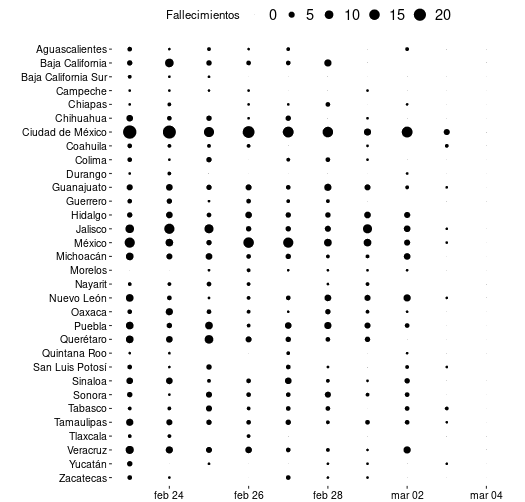 Fallecimientos 0 5 10 15 20
Aguascalientes
Baja California
Baja California Sur
Campeche
Chiapas
Chihuahua
Ciudad de México
Coahuila
Colima
Durango
Guanajuato
Guerrero
Hidalgo
Jalisco
México
Michoacán
Morelos
Nayarit
Nuevo León
Oaxaca
Puebla
Querétaro
Quintana Roo
San Luis Potosí
Sinaloa
Sonora
Tabasco
Tamaulipas
Tlaxcala
Veracruz
Yucatán
Zacatecas
feb 24 feb 26 feb 28 mar 02 mar 04